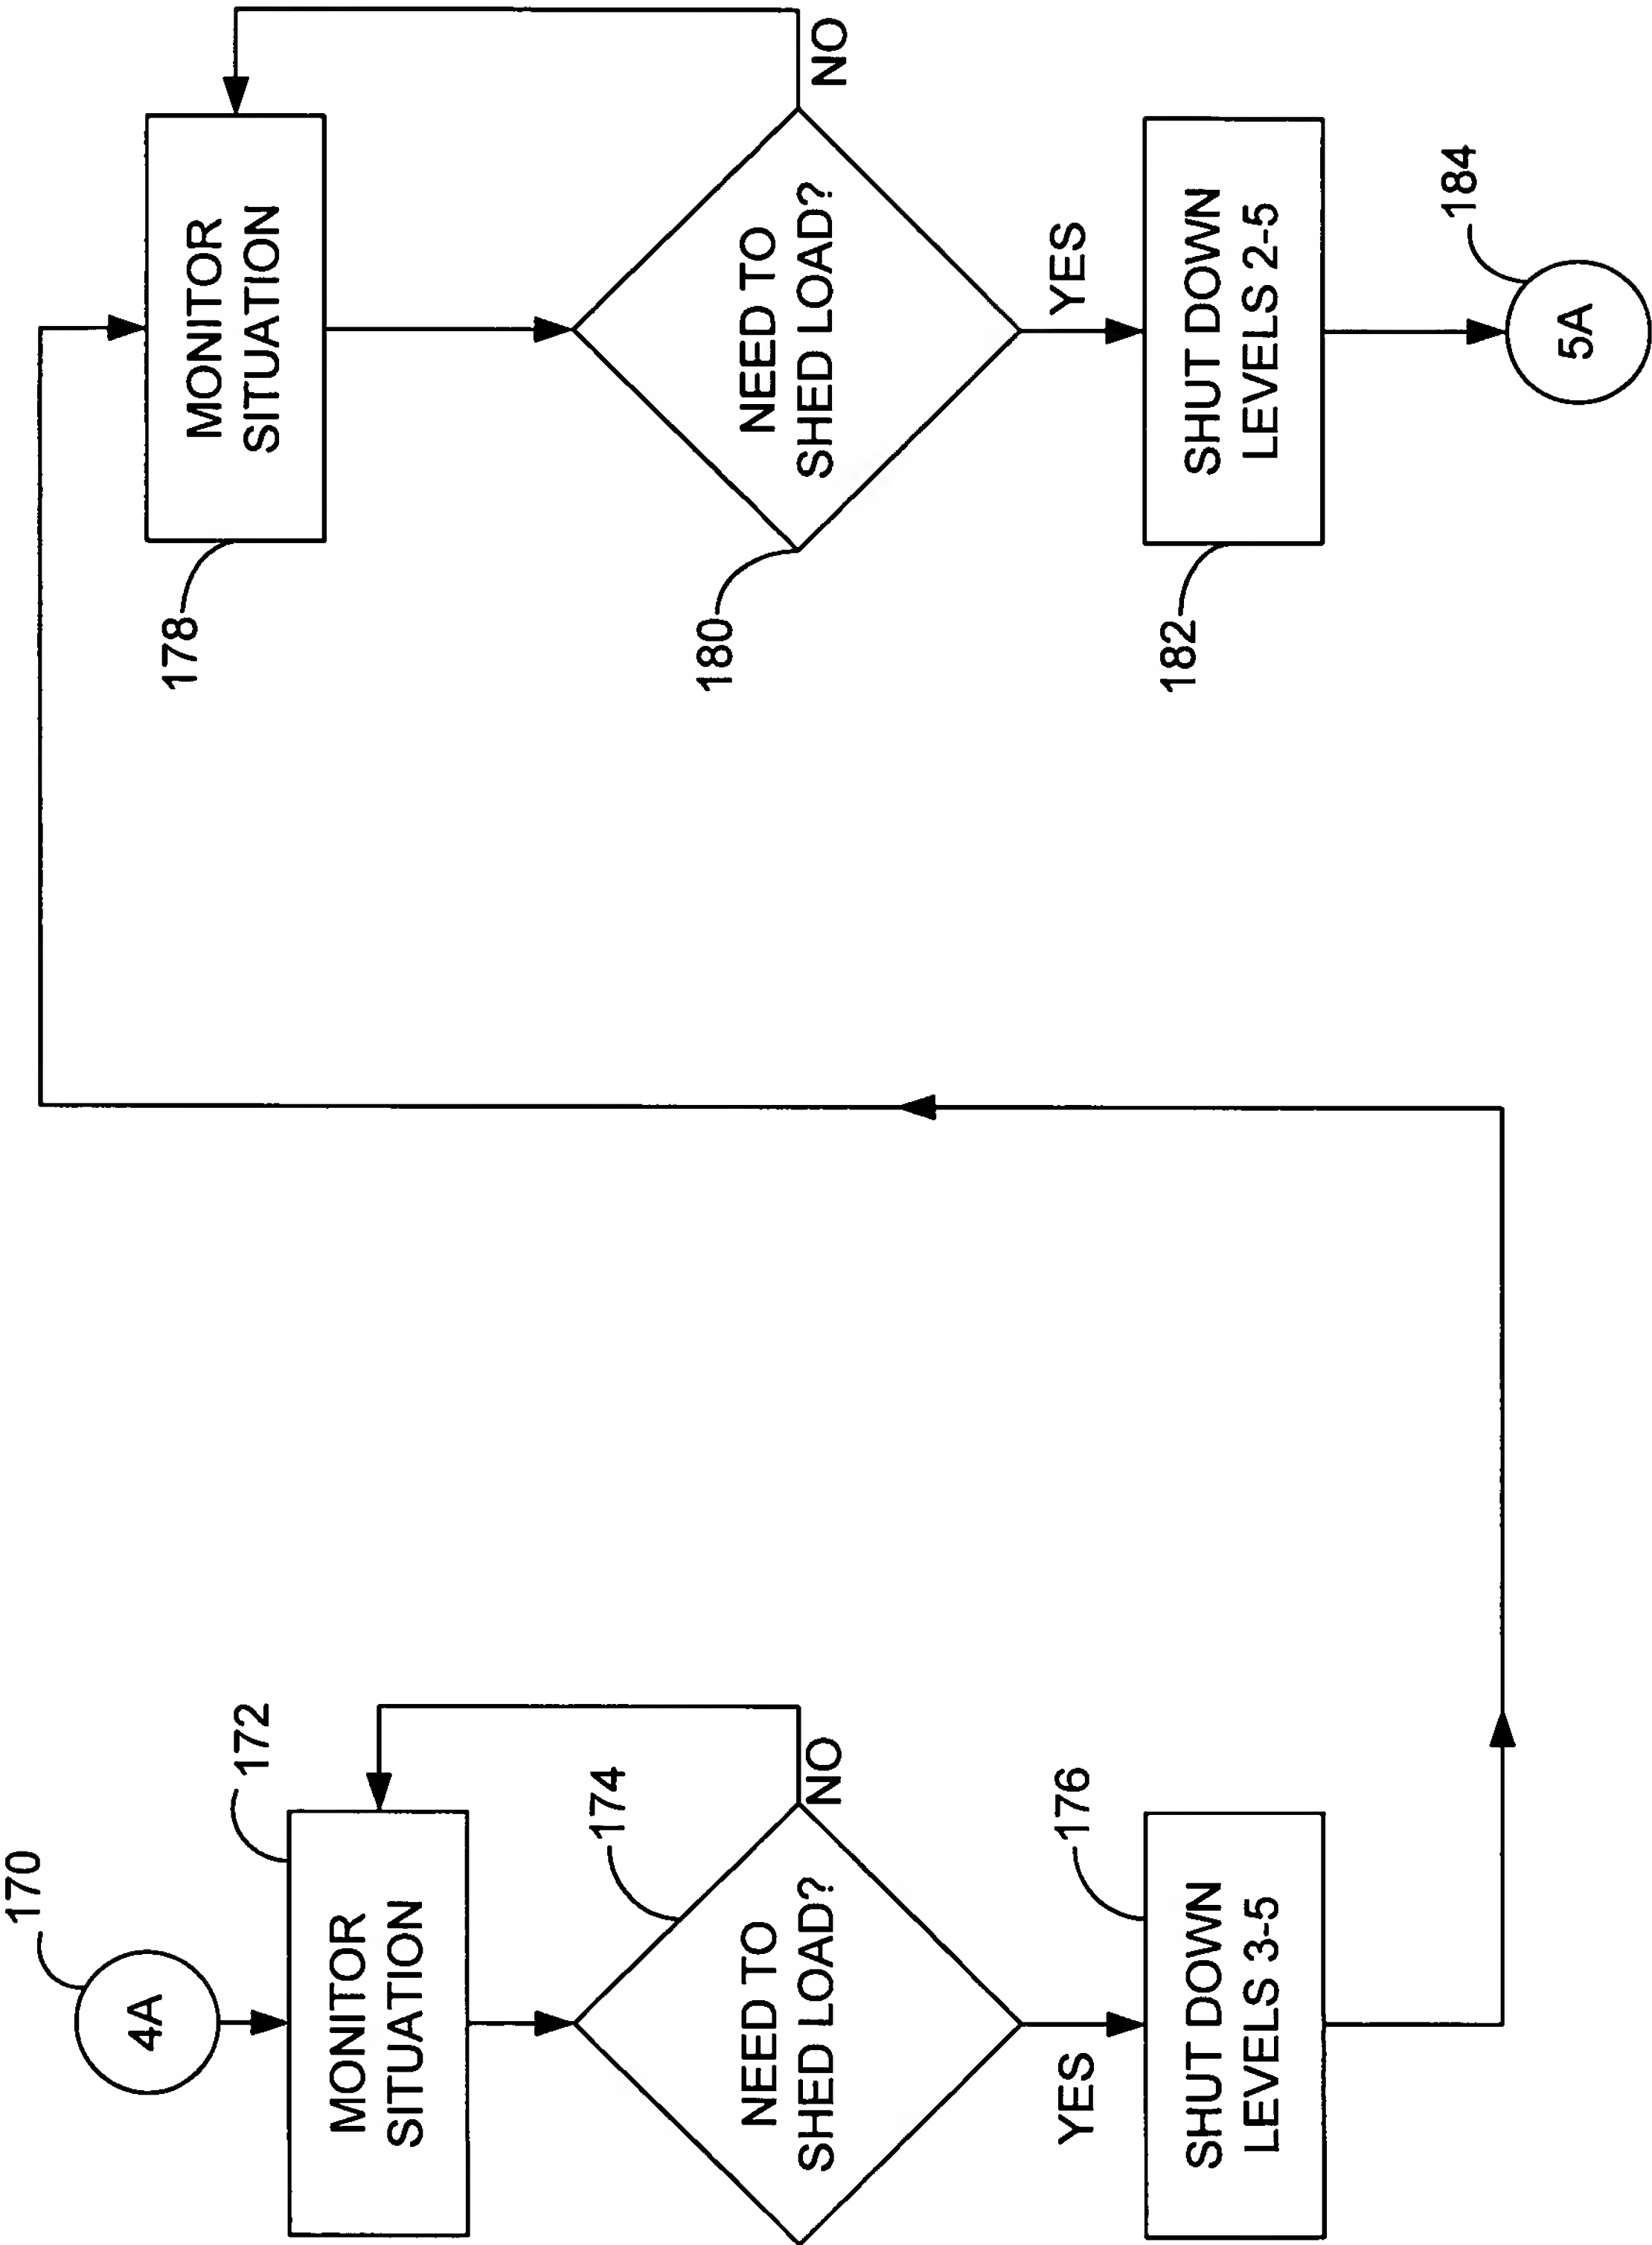 170
4A
172
MONITOR
SITUATION
174
NEED TO
SHED LOAD?
NO
YES
176
SHUT DOWN
LEVELS 3-5
178
MONITOR
SITUATION
180
NEED TO
SHED LOAD?
NO
YES
182
SHUT DOWN
LEVELS 2-5
184
5A